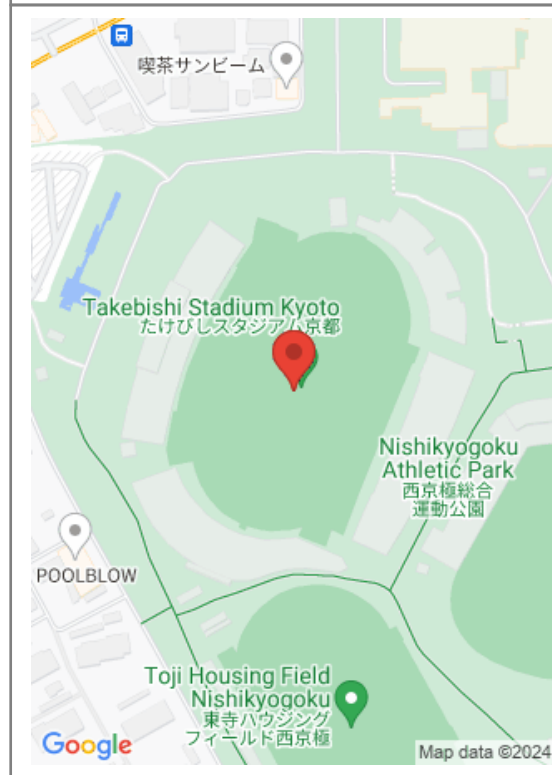 喫茶サンビーム
Takebishi Stadium Kyoto
たけびしスタジアム京都
Nishikyogoku
Athletic Park
西京極総合
運動公園
POOLBLOW
Toji Housing Field
Nishikyogoku
東寺ハウジング
フィールド西京極
Google
Map data ©2024